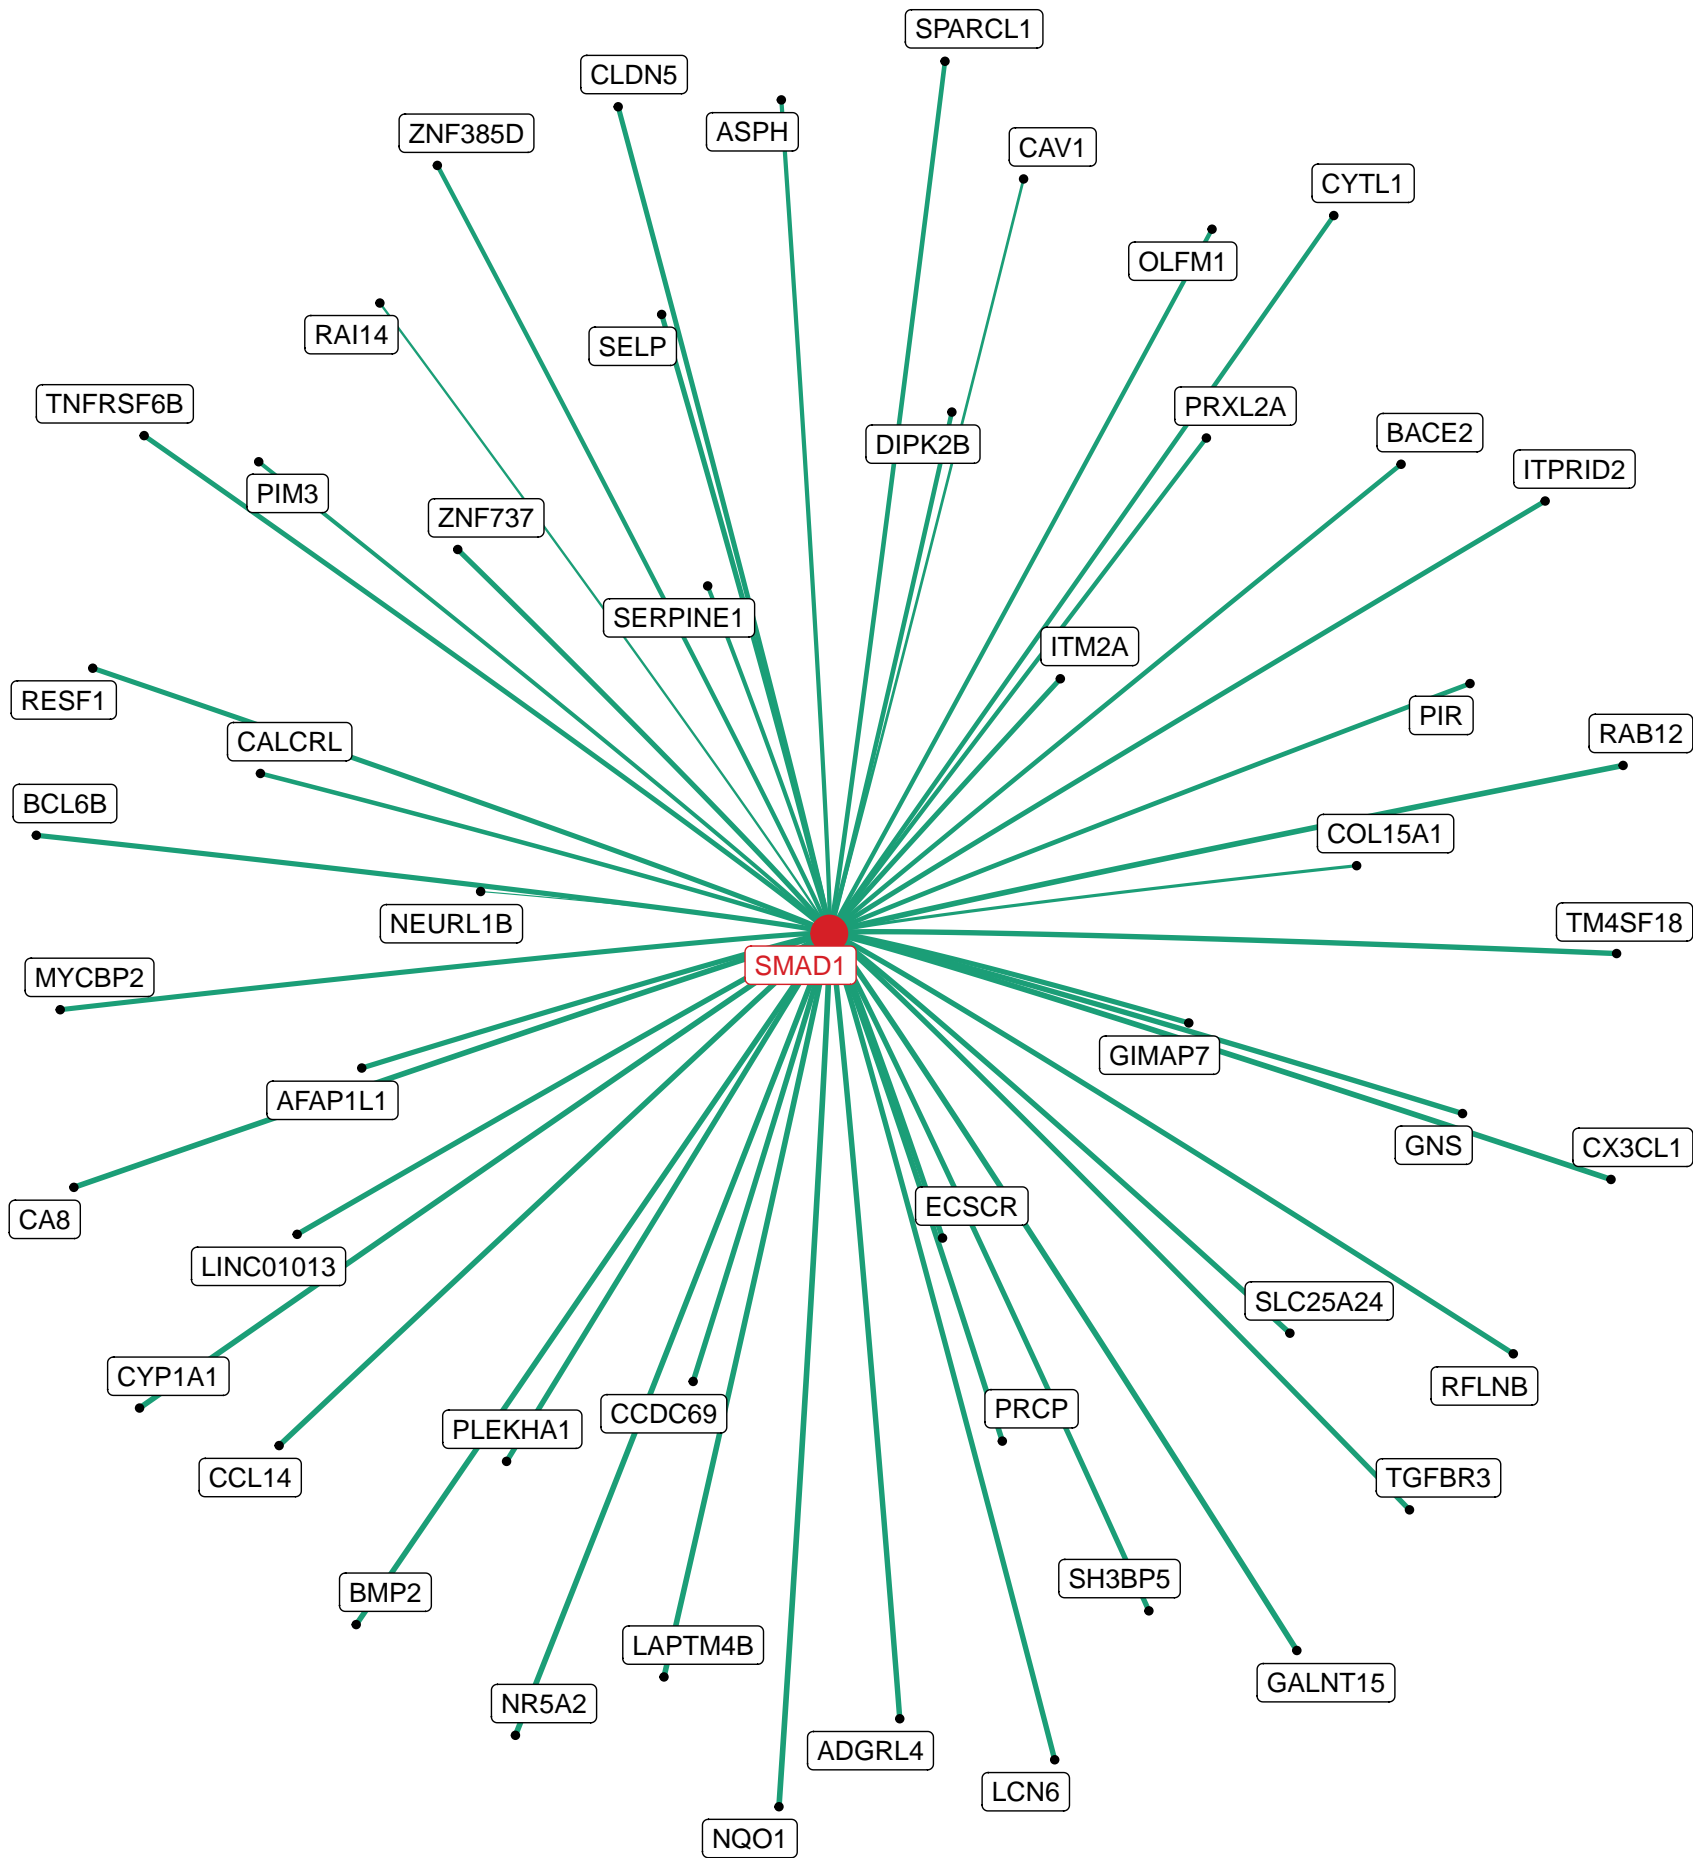 SPARCL1
CLDN5
ASPH
ZNF385D
CAV1
CYTL1
OLFM1
RAI14
SELP
TNFRSF6B
PRXL2A
BACE2
DIPK2B
ITPRID2
PIM3
ZNF737
SERPINE1
ITM2A
RESF1
PIR
RAB12
CALCRL
BCL6B
COL15A1
NEURL1B
TM4SF18
SMAD1
MYCBP2
GIMAP7
AFAP1L1
GNS
CX3CL1
ECSCR
CA8
LINC01013
SLC25A24
CYP1A1
RFLNB
PRCP
CCDC69
PLEKHA1
CCL14
TGFBR3
SH3BP5
BMP2
LAPTM4B
GALNT15
NR5A2
ADGRL4
LCN6
NQO1